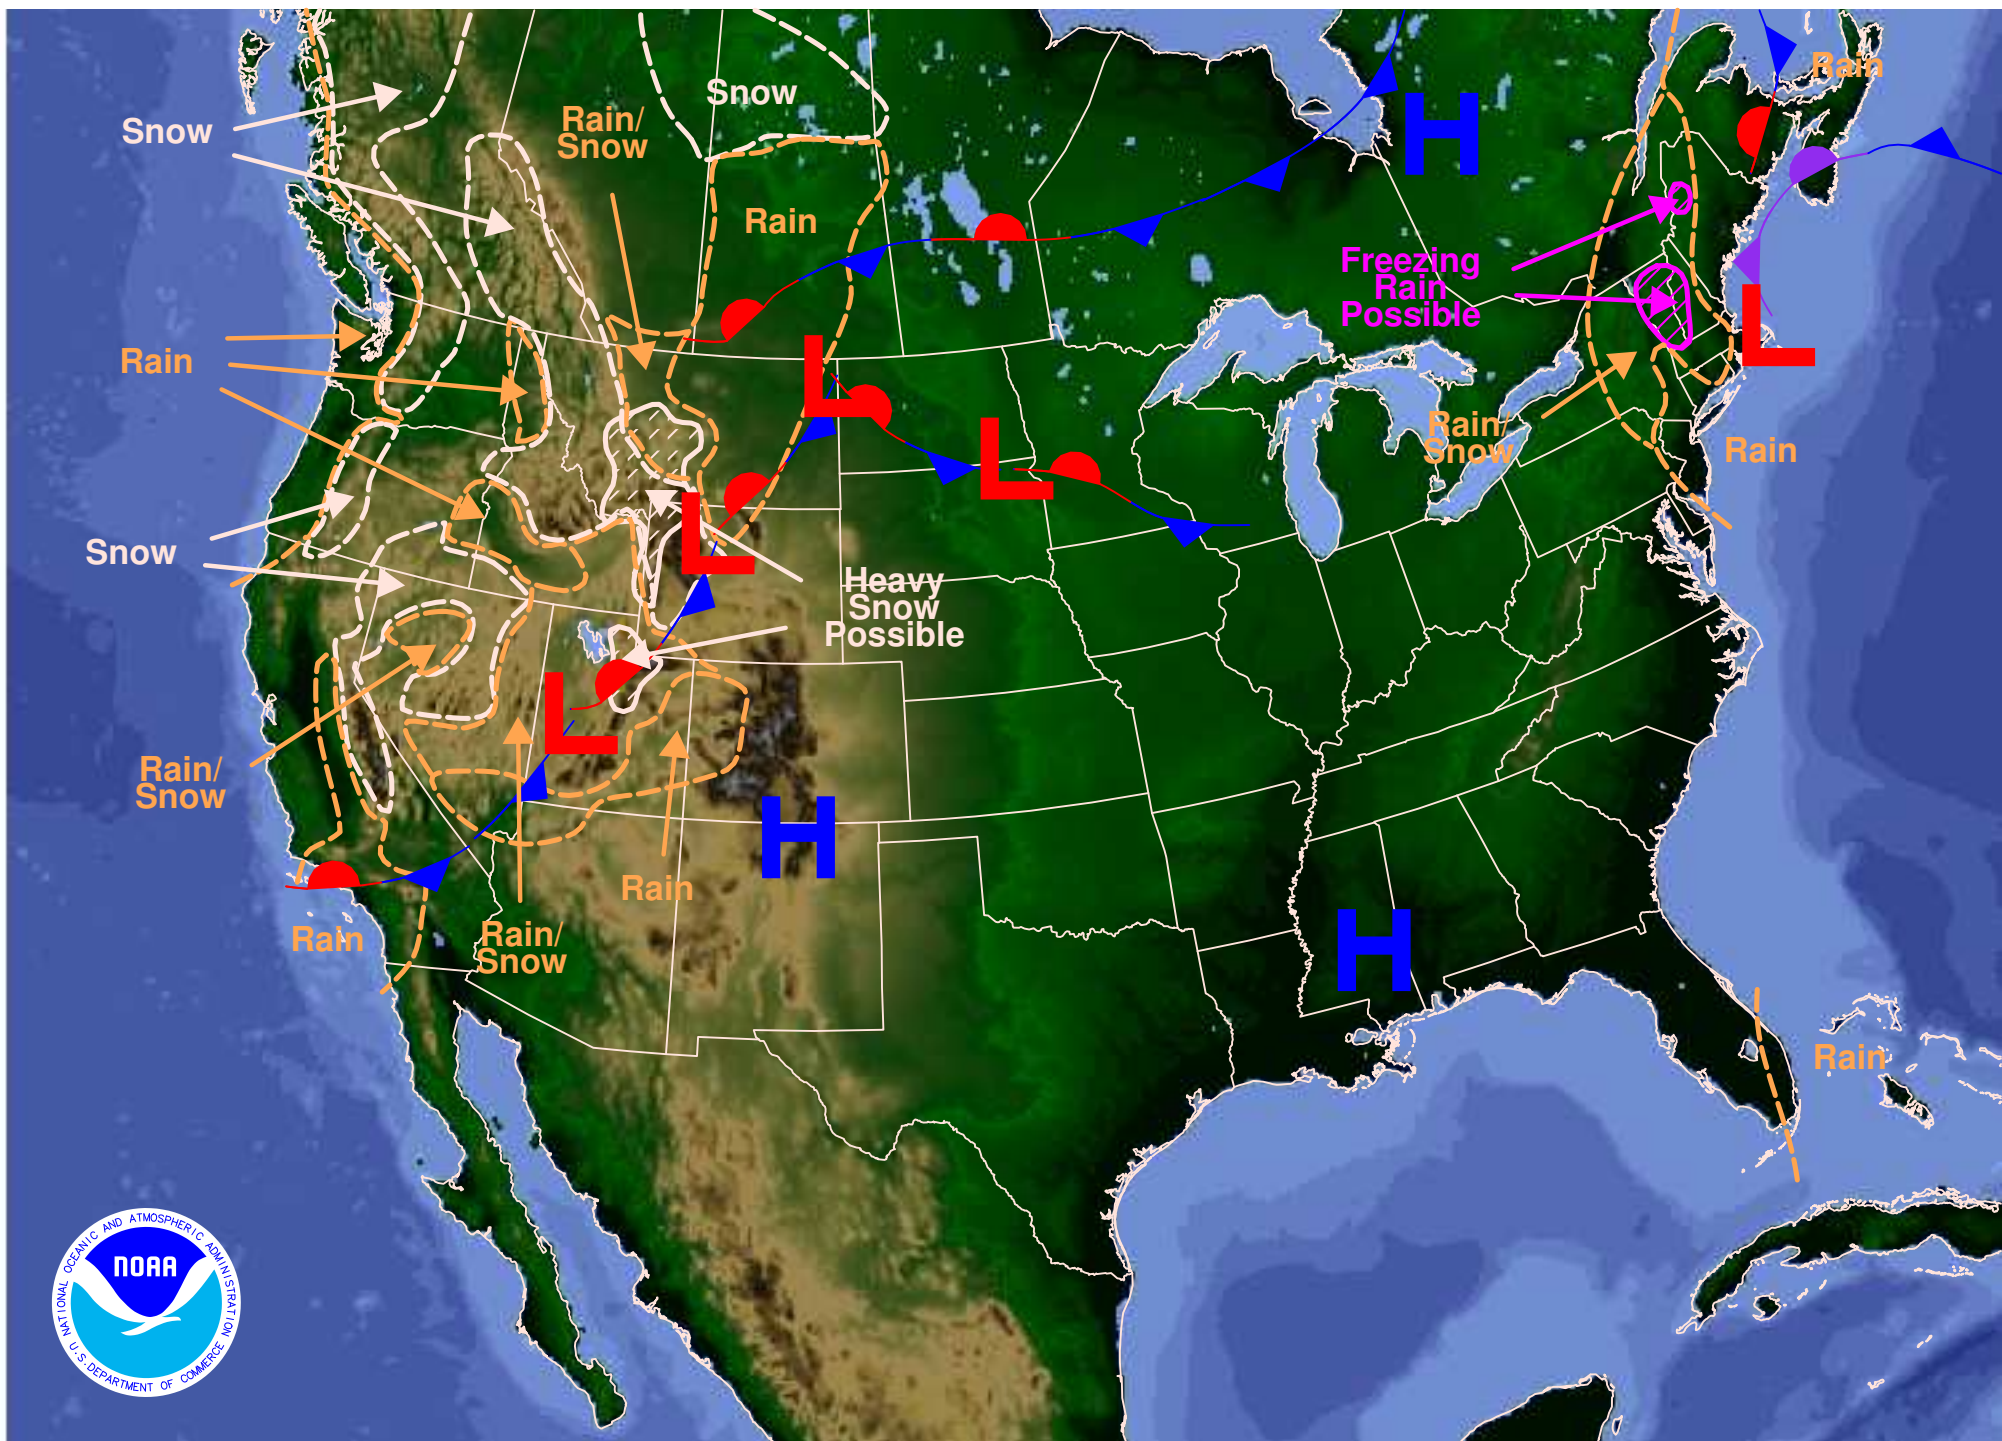 Snow
Rain/
Snow
Snow
Rain
Rain
H
Freezing
Rain
Possible
Rain
L
L
L
Rain/
Snow
Rain
Snow
L
Heavy
Snow
Possible
L
Rain/
Snow
H
Rain
Rain
Rain/
Snow
H
Rain
NATIONAL OCEANIC AND ATMOSPHERIC ADMINISTRATION
NOAA
U.S. DEPARTMENT OF COMMERCE